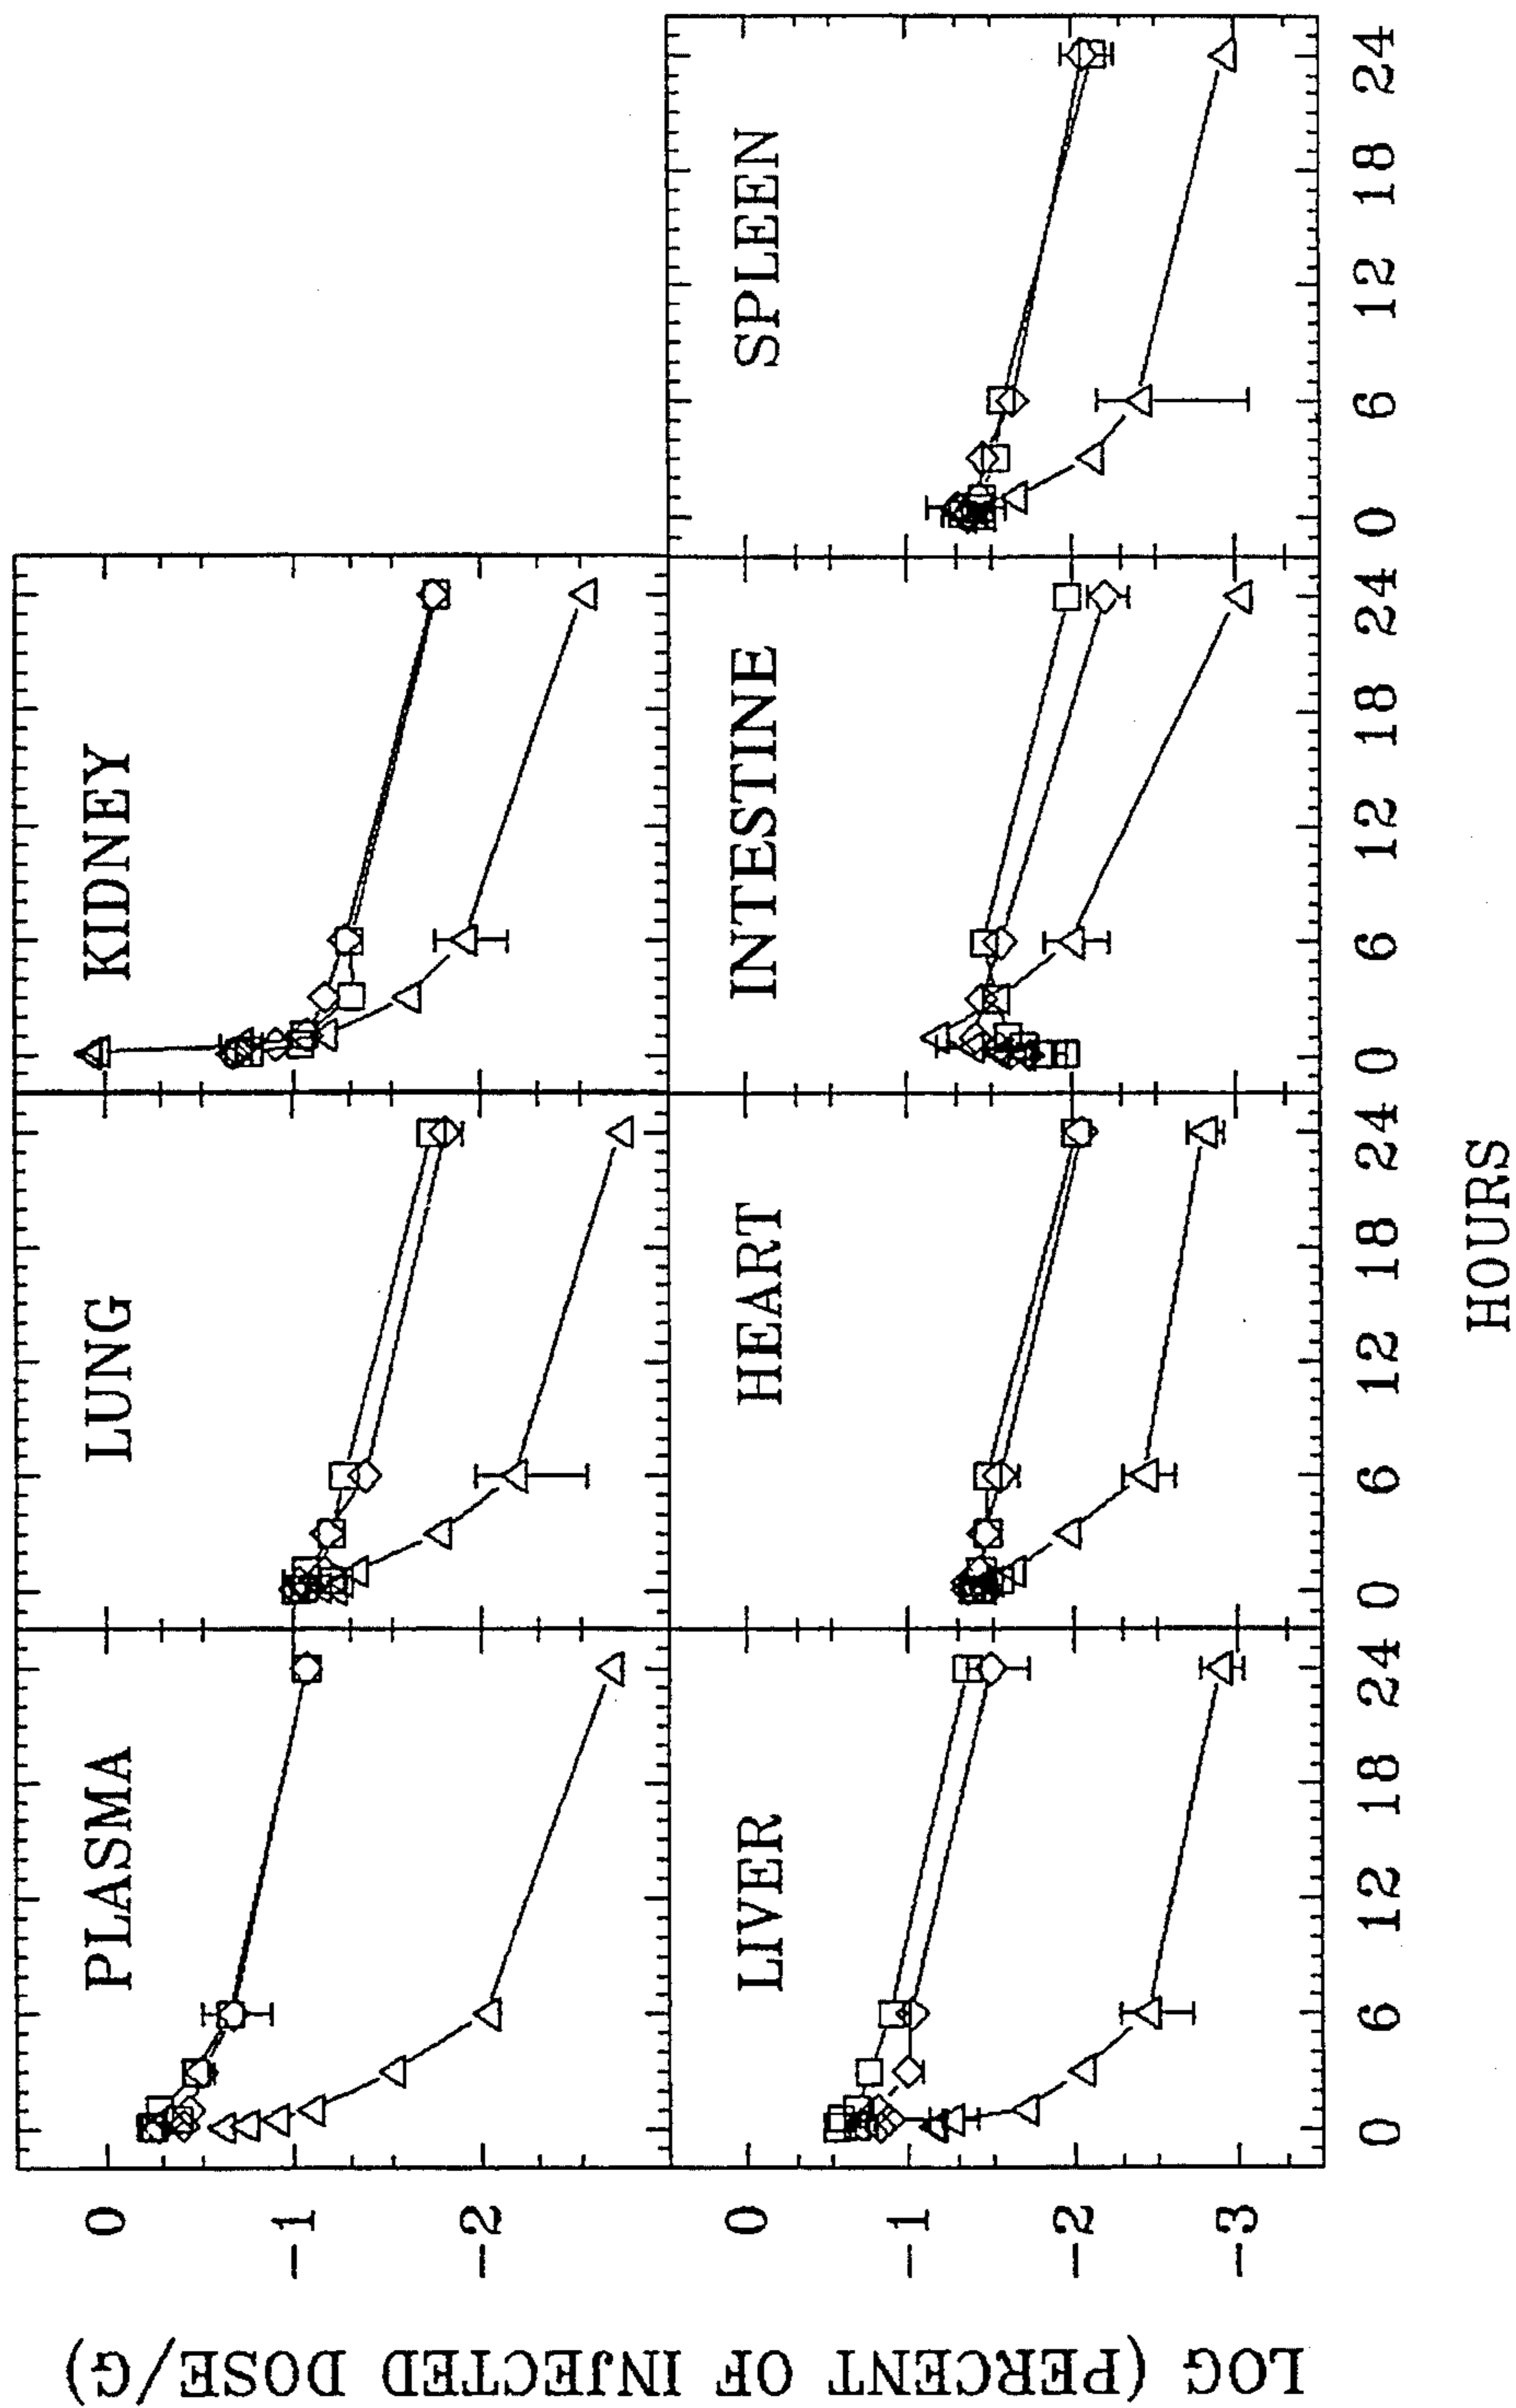 LOG (PERCENT OF INJECTED DOSE/G)
PLASMA
LUNG
KIDNEY
0
-1
-2
LIVER
HEART
INTESTINE
SPLEEN
0
-1
-2
-3
0 6 12 18 24 0 6 12 18 24 0 6 12 18 24 0 6 12 18 24
HOURS